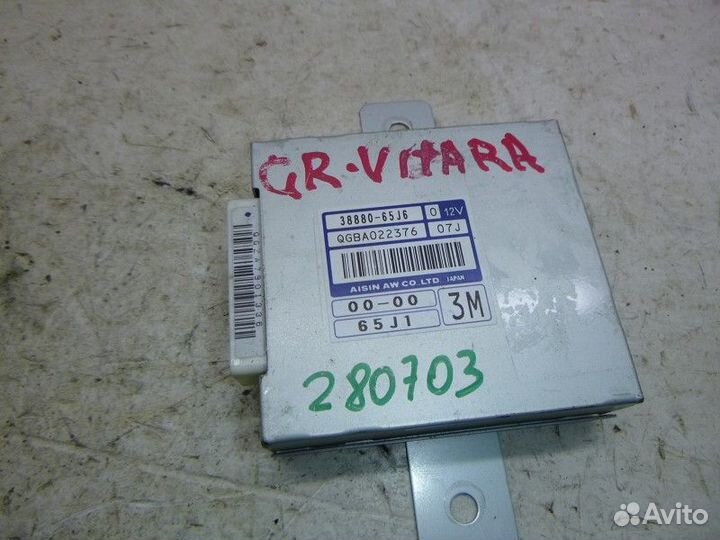 GR-VITARA
38880-65J6 0 12V
QGBA022376 07J
AISIN AW CO.,LTD JAPAN
00-00
65J1
3M
280703
Avito